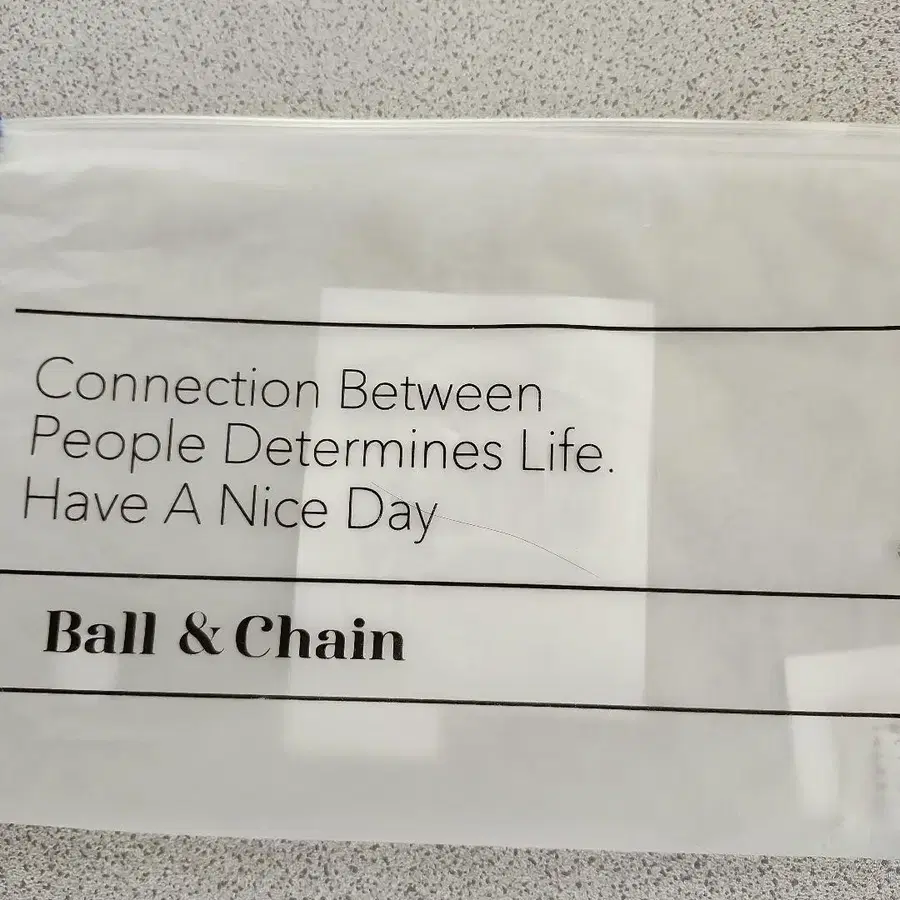 Connection Between
People Determines Life.
Have A Nice Day
Ball & Chain